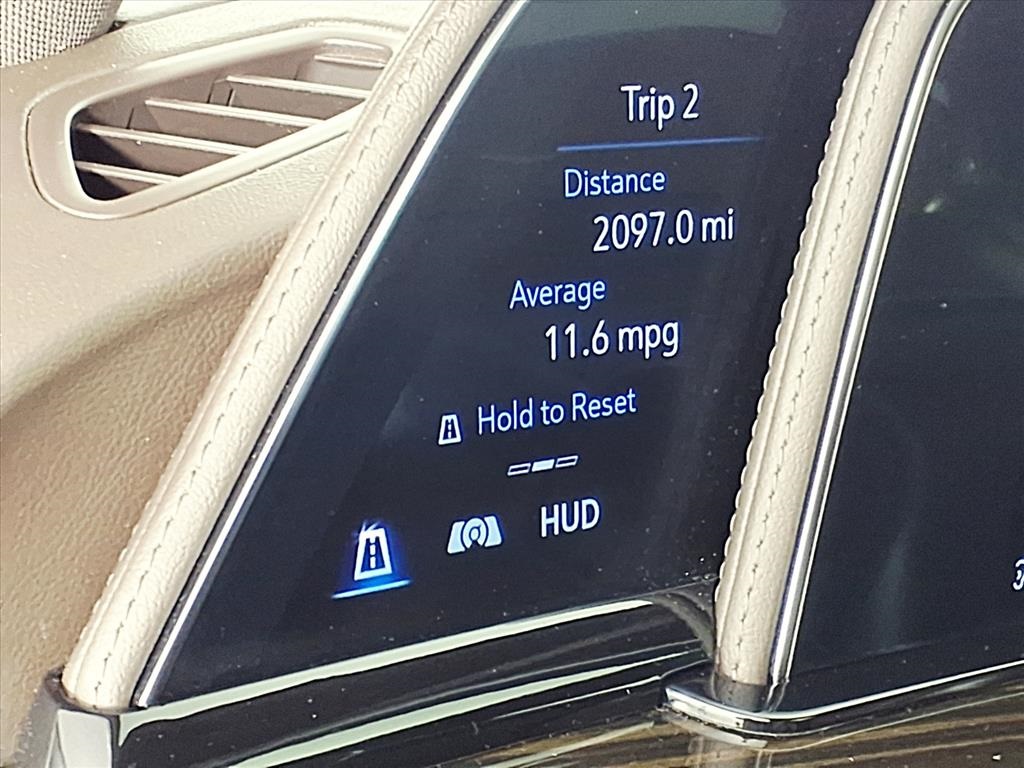 Trip 2
Distance
2097.0 mi
Average
11.6 mpg
Hold to Reset
HUD